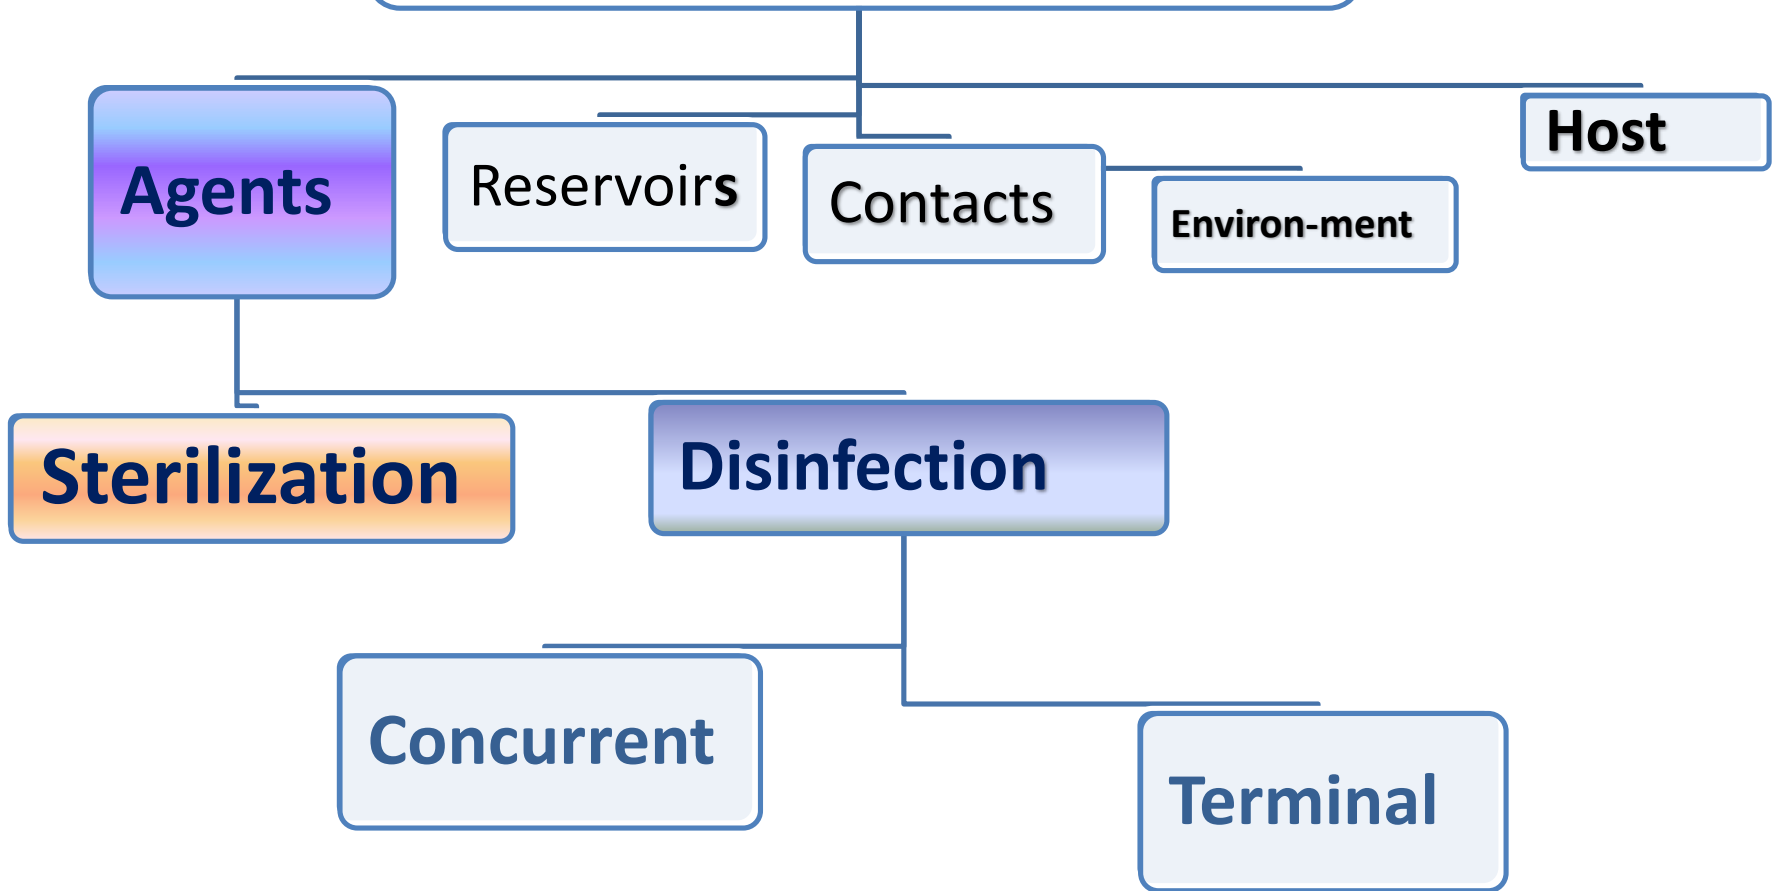 Agents
Reservoirs
Contacts
Environ-ment
Host
Sterilization
Disinfection
Concurrent
Terminal